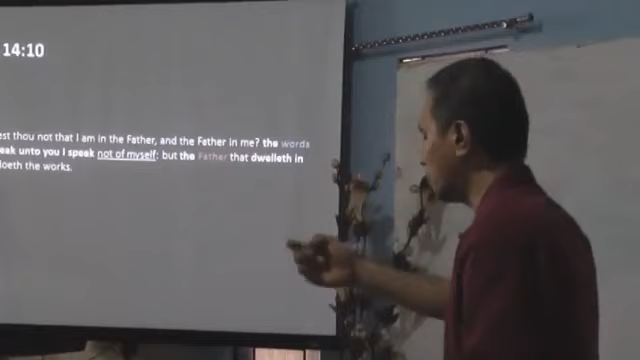 14:10
est thou not that I am in the Father, and the Father in me? the words
eak unto you I speak not of myself: but the Father that dwelleth in
doeth the works.